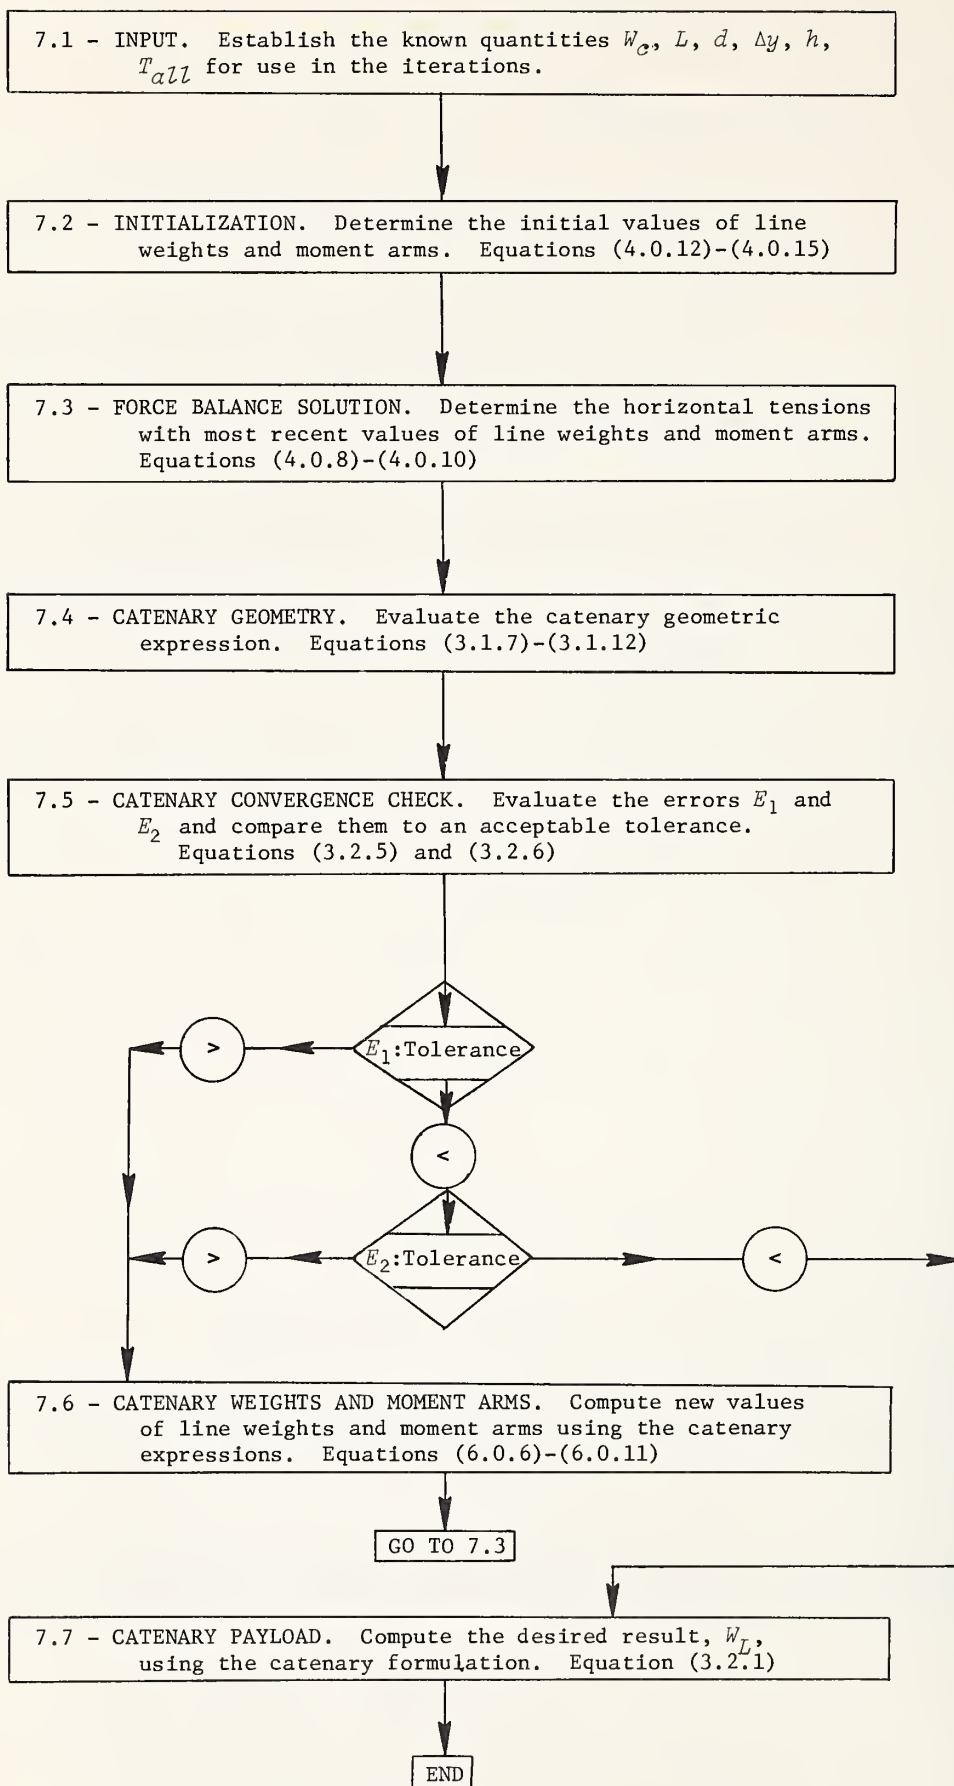 7.1 - INPUT. Establish the known quantities W_c, L, d, Δy, h,
T_all for use in the iterations.
7.2 - INITIALIZATION. Determine the initial values of line
weights and moment arms. Equations (4.0.12)-(4.0.15)
7.3 - FORCE BALANCE SOLUTION. Determine the horizontal tensions
with most recent values of line weights and moment arms.
Equations (4.0.8)-(4.0.10)
7.4 - CATENARY GEOMETRY. Evaluate the catenary geometric
expression. Equations (3.1.7)-(3.1.12)
7.5 - CATENARY CONVERGENCE CHECK. Evaluate the errors E_1 and
E_2 and compare them to an acceptable tolerance.
Equations (3.2.5) and (3.2.6)
> E_1:Tolerance
<
> E_2:Tolerance <
7.6 - CATENARY WEIGHTS AND MOMENT ARMS. Compute new values
of line weights and moment arms using the catenary
expressions. Equations (6.0.6)-(6.0.11)
GO TO 7.3
7.7 - CATENARY PAYLOAD. Compute the desired result, W_L,
using the catenary formulation. Equation (3.2.1)
END